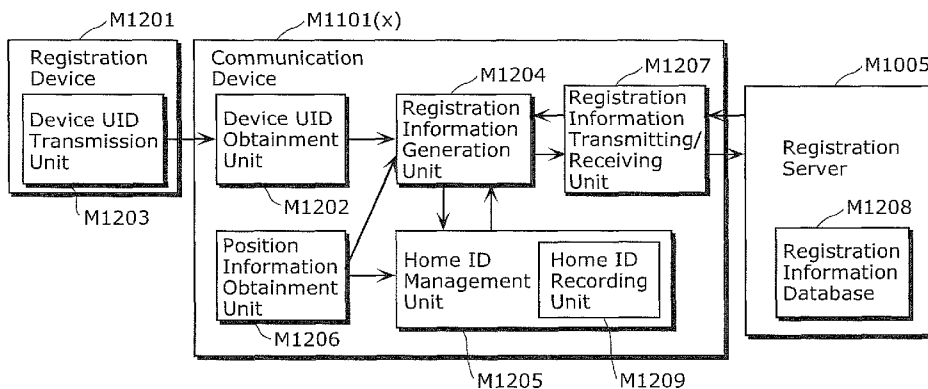 M1201
M1101(x)
Registration
Device
Device UID
Transmission
Unit
M1203
Communication
Device
Device UID
Obtainment
Unit
M1202
M1204
Registration
Information
Generation
Unit
M1207
Registration
Information
Transmitting/
Receiving
Unit
M1005
Registration
Server
M1208
Registration
Information
Database
Position
Information
Obtainment
Unit
M1206
Home ID
Management
Unit
M1205
Home ID
Recording
Unit
M1209